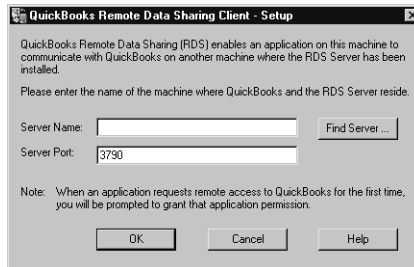 QuickBooks Remote Data Sharing Client - Setup
QuickBooks Remote Data Sharing (RDS) enables an application on this machine to
communicate with QuickBooks on another machine where the RDS Server has been
installed.
Please enter the name of the machine where QuickBooks and the RDS Server reside.
Server Name:
Find Server ...
Server Port:
3790
Note: When an application requests remote access to QuickBooks for the first time,
you will be prompted to grant that application permission.
OK
Cancel
Help